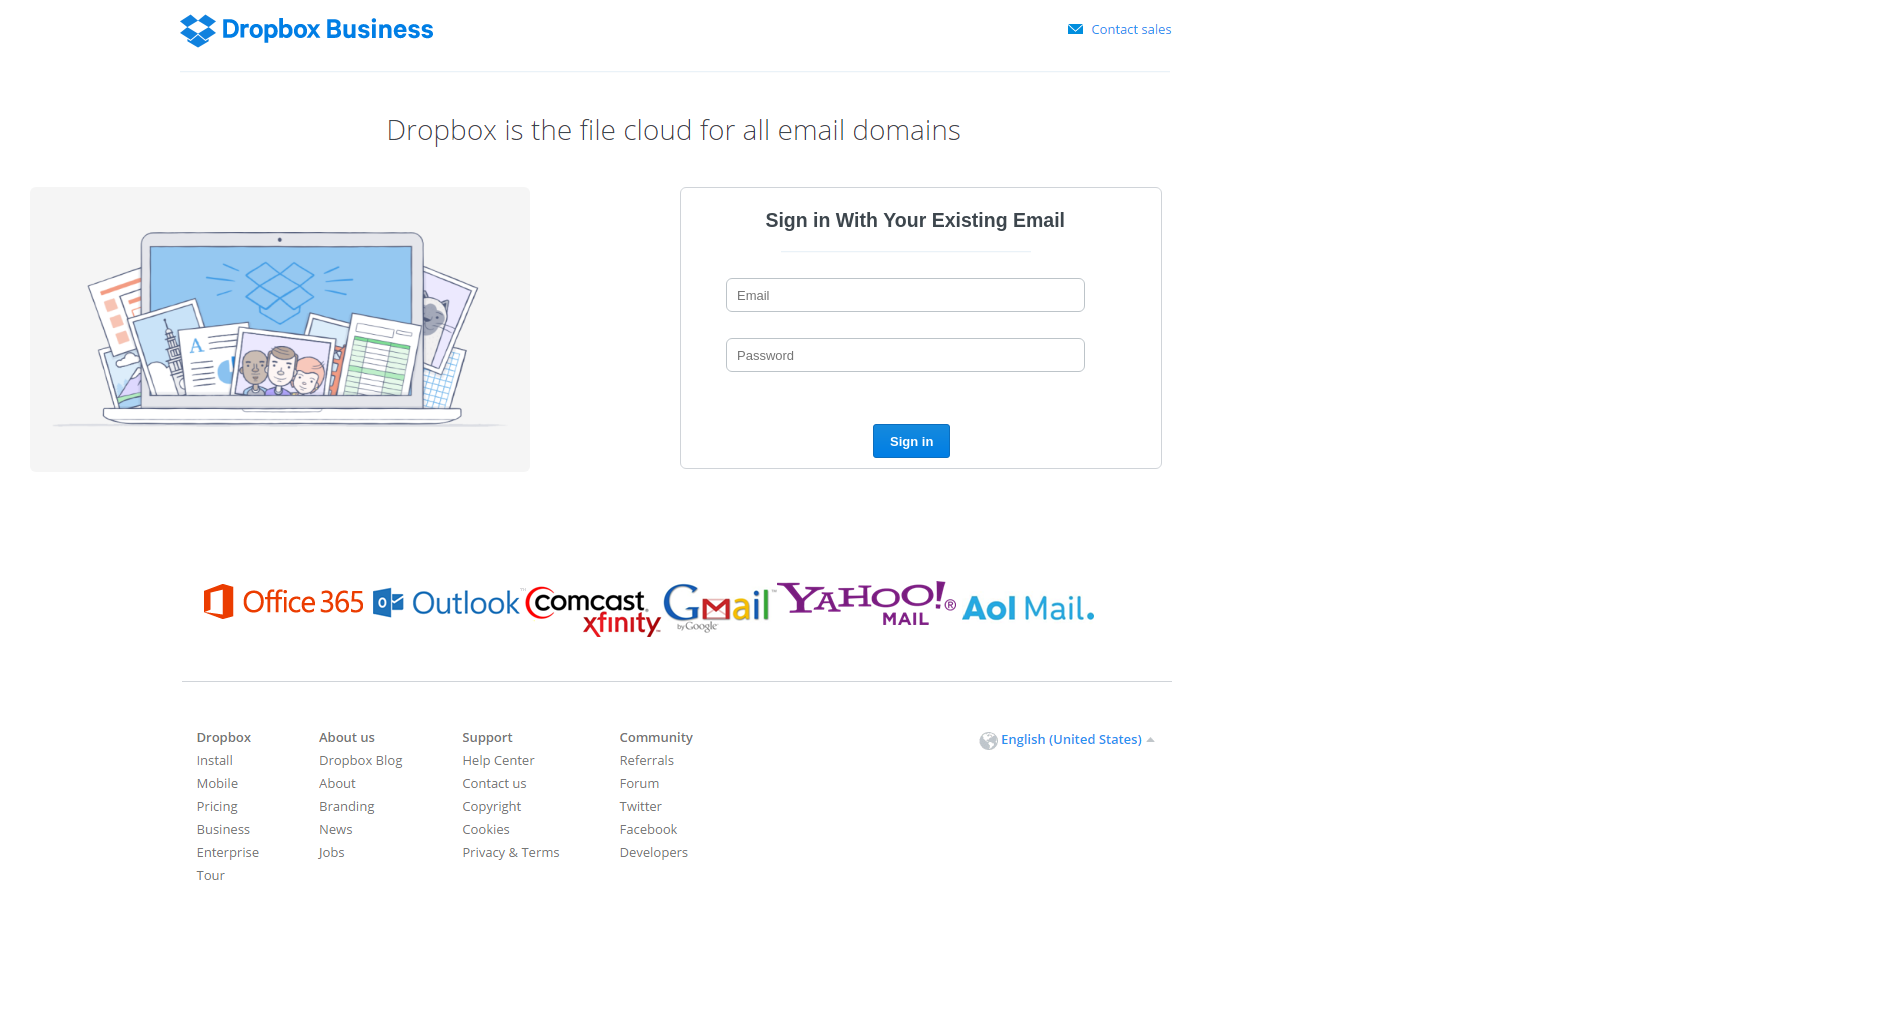 Dropbox Business
Contact sales
Dropbox is the file cloud for all email domains
A
Sign in With Your Existing Email
Email
Password
Sign in
Office 365
Outlook™
Comcast®
xfinity™
Gmail™
by Google
YAHOO!®
MAIL
Aol Mail.
Dropbox
Install
Mobile
Pricing
Business
Enterprise
Tour
About us
Dropbox Blog
About
Branding
News
Jobs
Support
Help Center
Contact us
Copyright
Cookies
Privacy & Terms
Community
Referrals
Forum
Twitter
Facebook
Developers
English (United States)